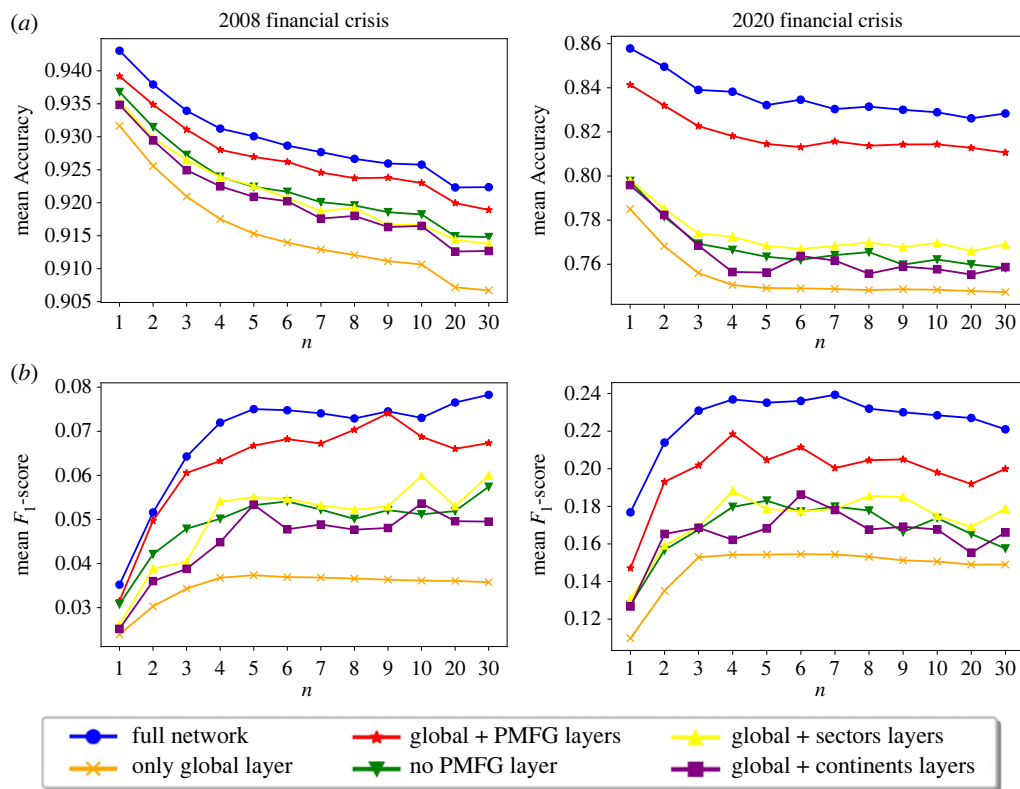 (a) 2008 financial crisis 2020 financial crisis
mean Accuracy
0.940
0.935
0.930
0.925
0.920
0.915
0.910
0.905
1 2 3 4 5 6 7 8 9 10 20 30
n
mean Accuracy
0.86
0.84
0.82
0.80
0.78
0.76
1 2 3 4 5 6 7 8 9 10 20 30
n
(b)
mean F1-score
0.08
0.07
0.06
0.05
0.04
0.03
1 2 3 4 5 6 7 8 9 10 20 30
n
mean F1-score
0.24
0.22
0.20
0.18
0.16
0.14
0.12
1 2 3 4 5 6 7 8 9 10 20 30
n
full network global + PMFG layers global + sectors layers
only global layer no PMFG layer global + continents layers